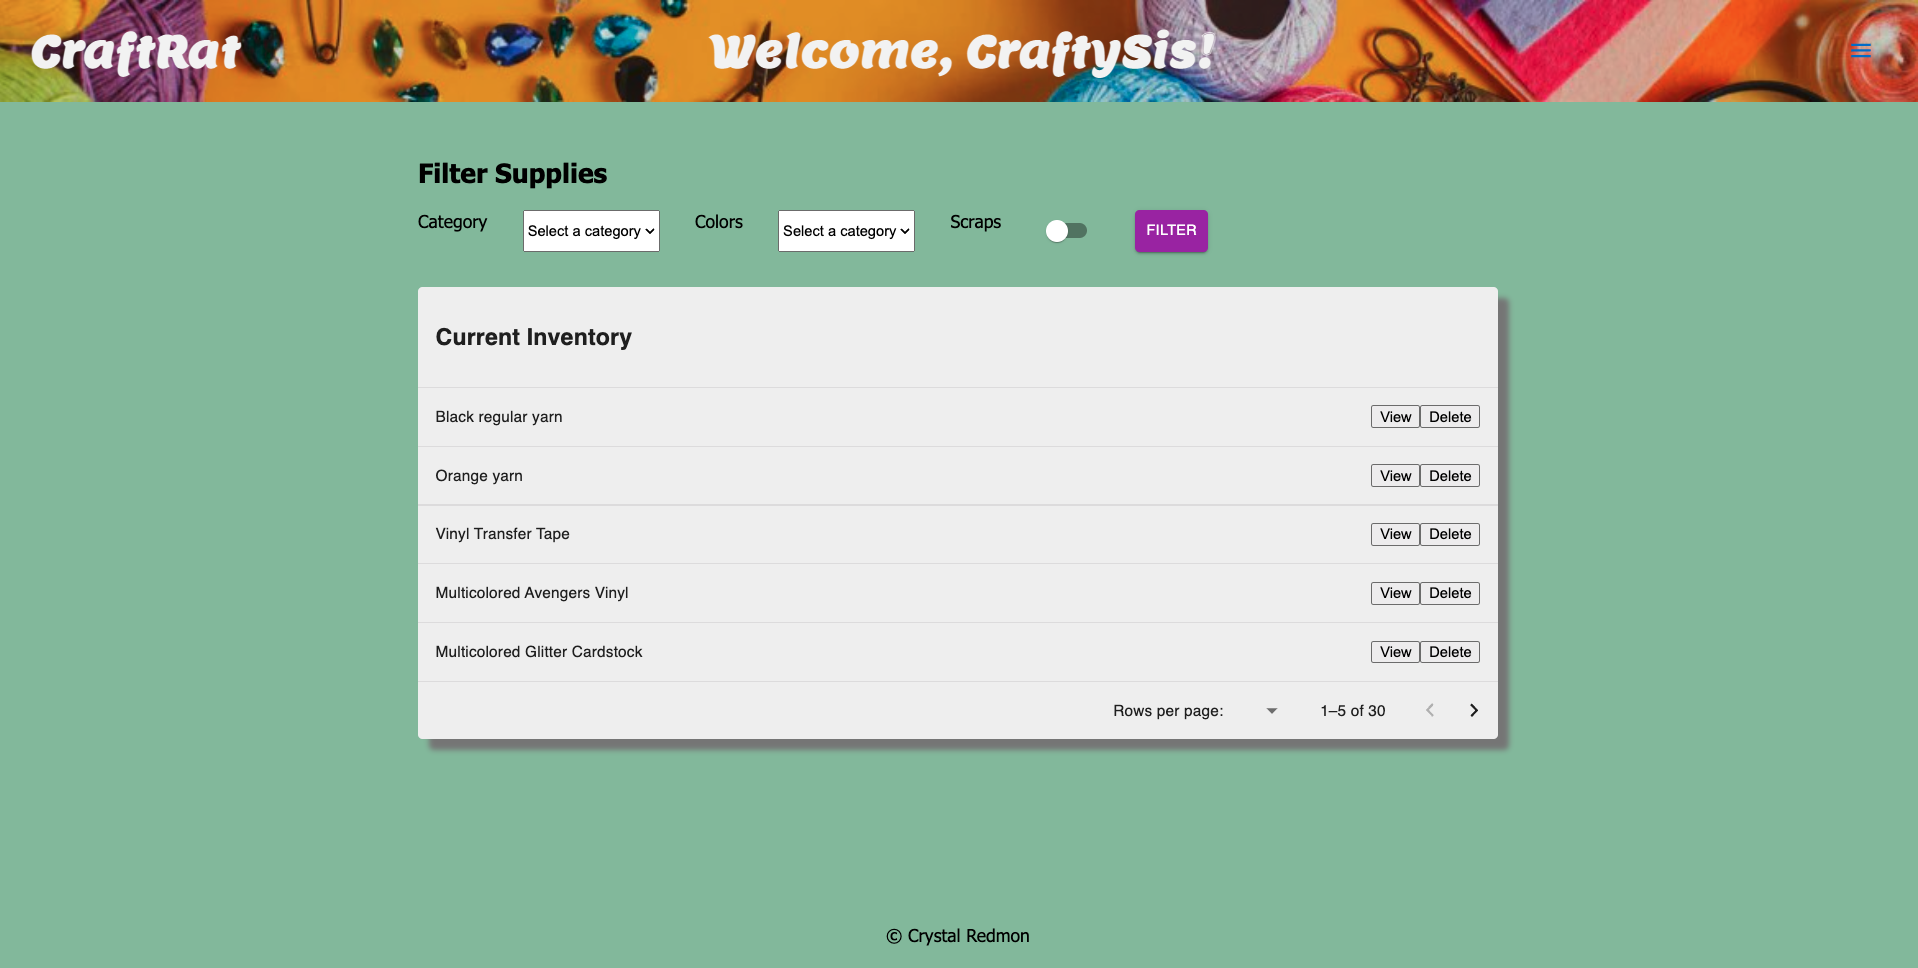 CraftRat
Welcome, CraftySis!
Filter Supplies
Category Select a category Colors Select a category Scraps FILTER
Current Inventory
Black regular yarn View Delete
Orange yarn View Delete
Vinyl Transfer Tape View Delete
Multicolored Avengers Vinyl View Delete
Multicolored Glitter Cardstock View Delete
Rows per page: 1–5 of 30
© Crystal Redmon